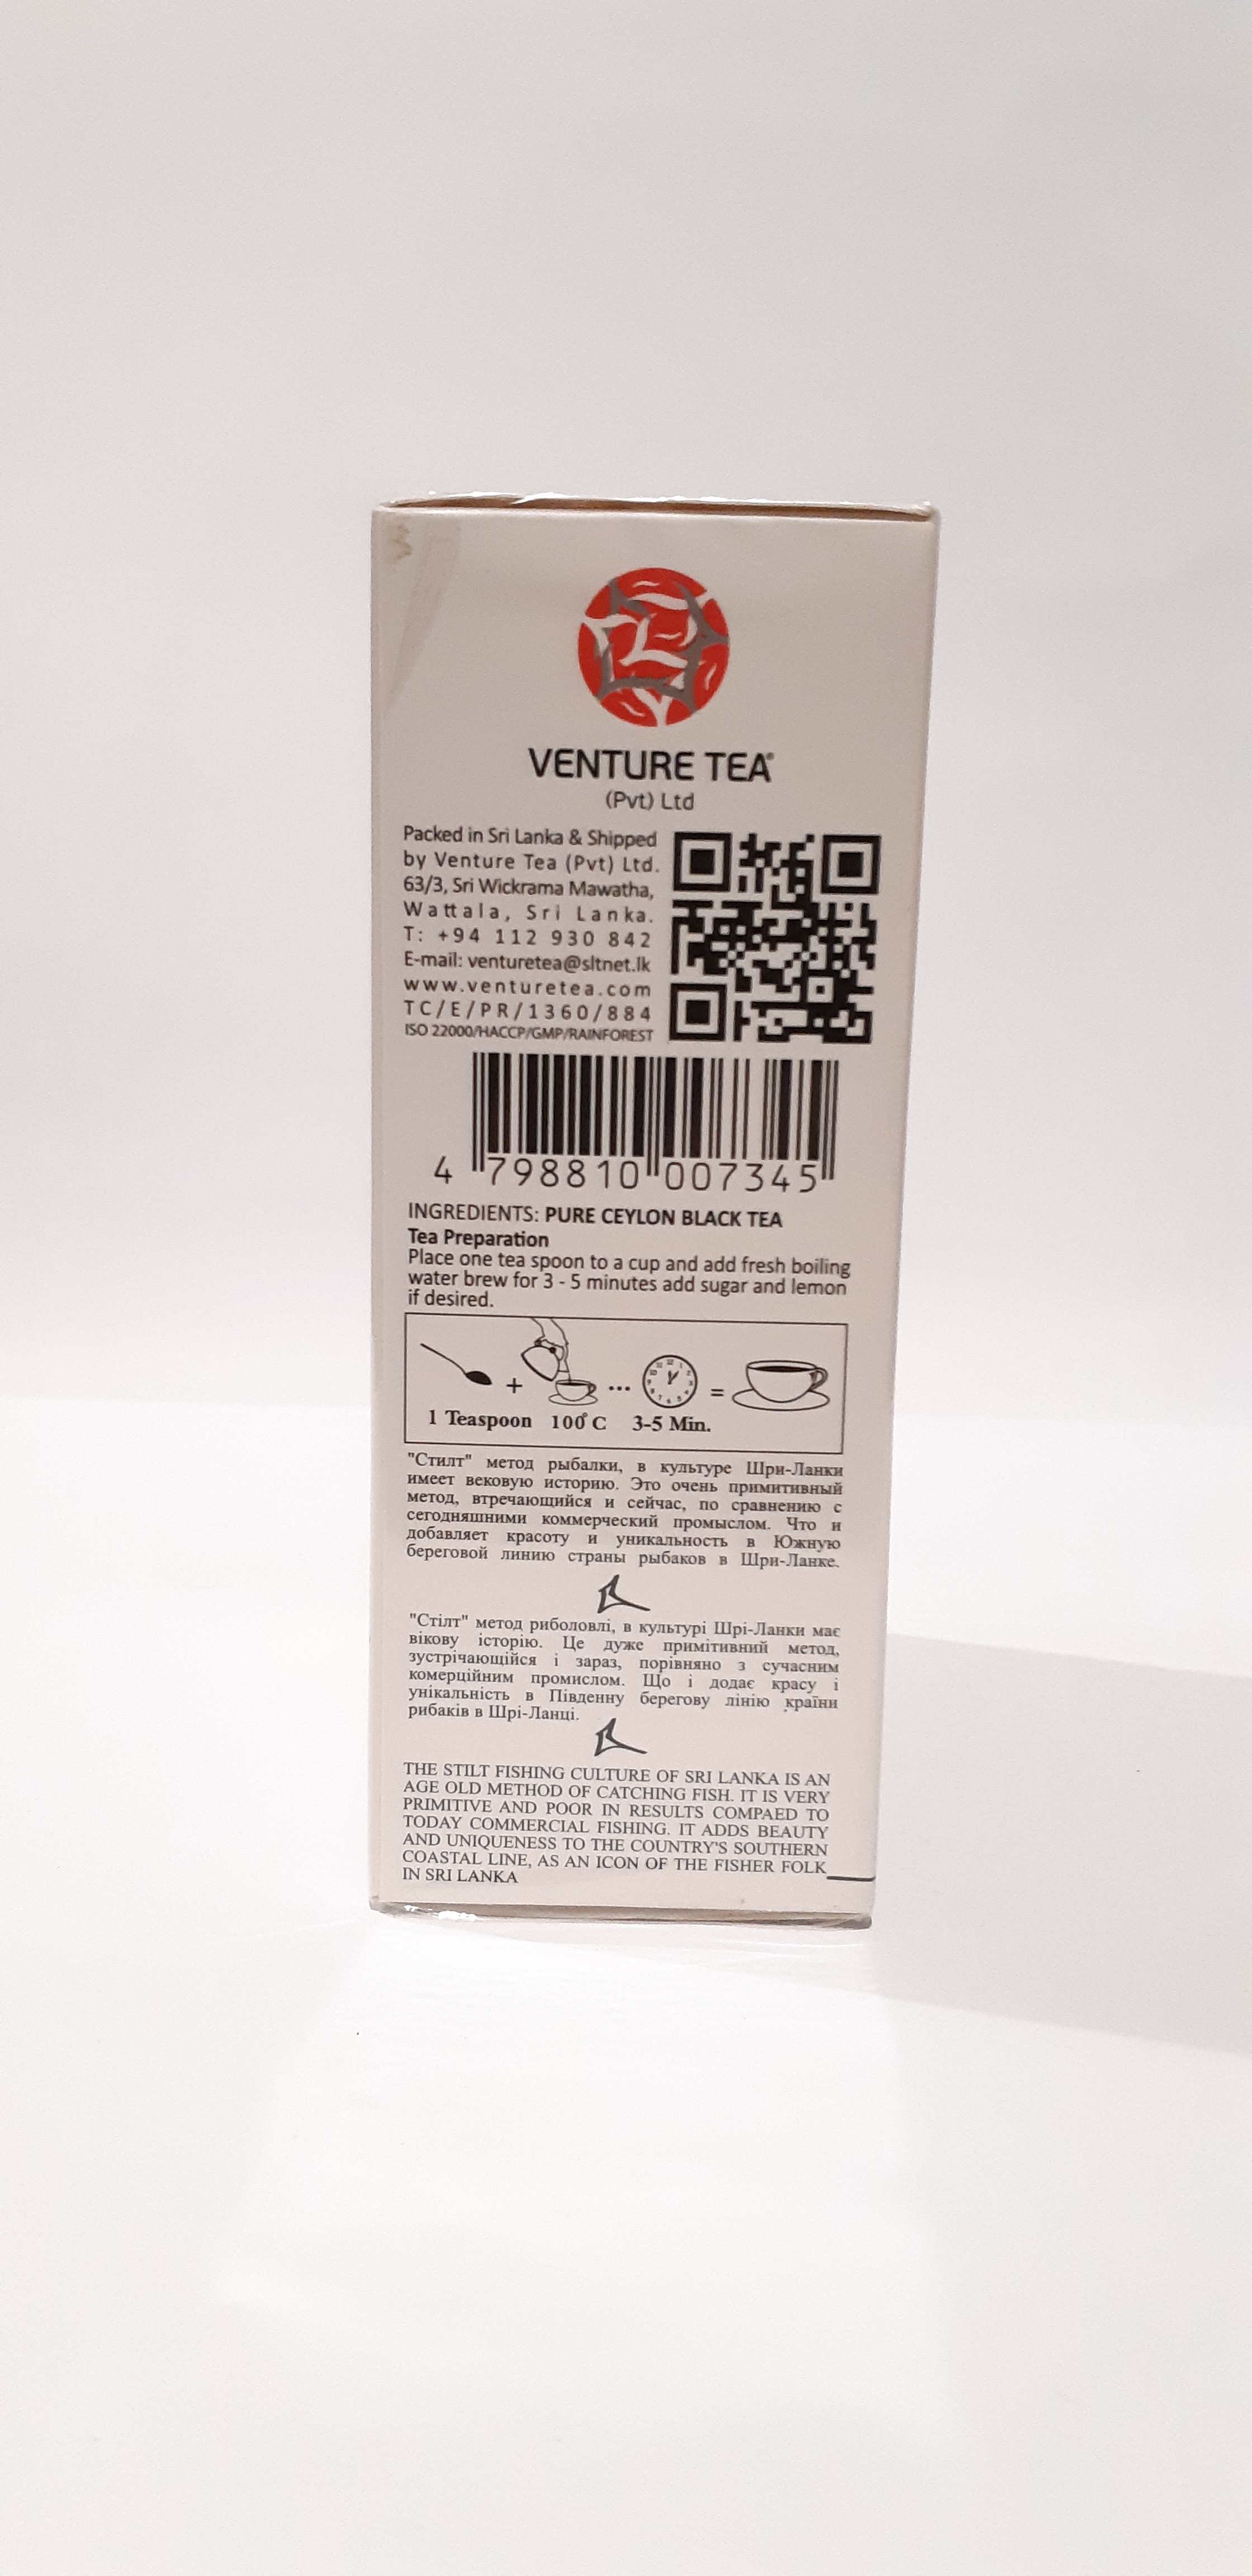 VENTURE TEA®
(Pvt) Ltd
Packed in Sri Lanka & Shipped
by Venture Tea (Pvt) Ltd.
63/3, Sri Wickrama Mawatha,
Wattala, Sri Lanka.
T: +94 112 930 842
E-mail: venturetea@sltnet.lk
www.venturetea.com
TC/E/PR/1360/884
ISO 22000/HACCP/GMP/RAINFOREST
4 798810 007345
INGREDIENTS: PURE CEYLON BLACK TEA
Tea Preparation
Place one tea spoon to a cup and add fresh boiling
water brew for 3 - 5 minutes add sugar and lemon
if desired.
+ ... =
1 Teaspoon 100°C 3-5 Min.
"Стилт" метод рыбалки, в культуре Шри-Ланки
имеет вековую историю. Это очень примитивный
метод, втречающийся и сейчас, по сравнению с
сегодняшними коммерческий промыслом. Что и
добавляет красоту и уникальность в Южную
береговой линию страны рыбаков в Шри-Ланке.
"Стілт" метод риболовлі, в культурі Шрі-Ланки має
вікову історію. Це дуже примітивний метод,
зустрічающійся і зараз, порівняно з сучасним
комерційним промислом. Що і додає красу і
унікальність в Південну берегову лінію країни
рибаків в Шрі-Ланці.
THE STILT FISHING CULTURE OF SRI LANKA IS AN
AGE OLD METHOD OF CATCHING FISH. IT IS VERY
PRIMITIVE AND POOR IN RESULTS COMPAED TO
TODAY COMMERCIAL FISHING. IT ADDS BEAUTY
AND UNIQUENESS TO THE COUNTRY'S SOUTHERN
COASTAL LINE, AS AN ICON OF THE FISHER FOLK
IN SRI LANKA